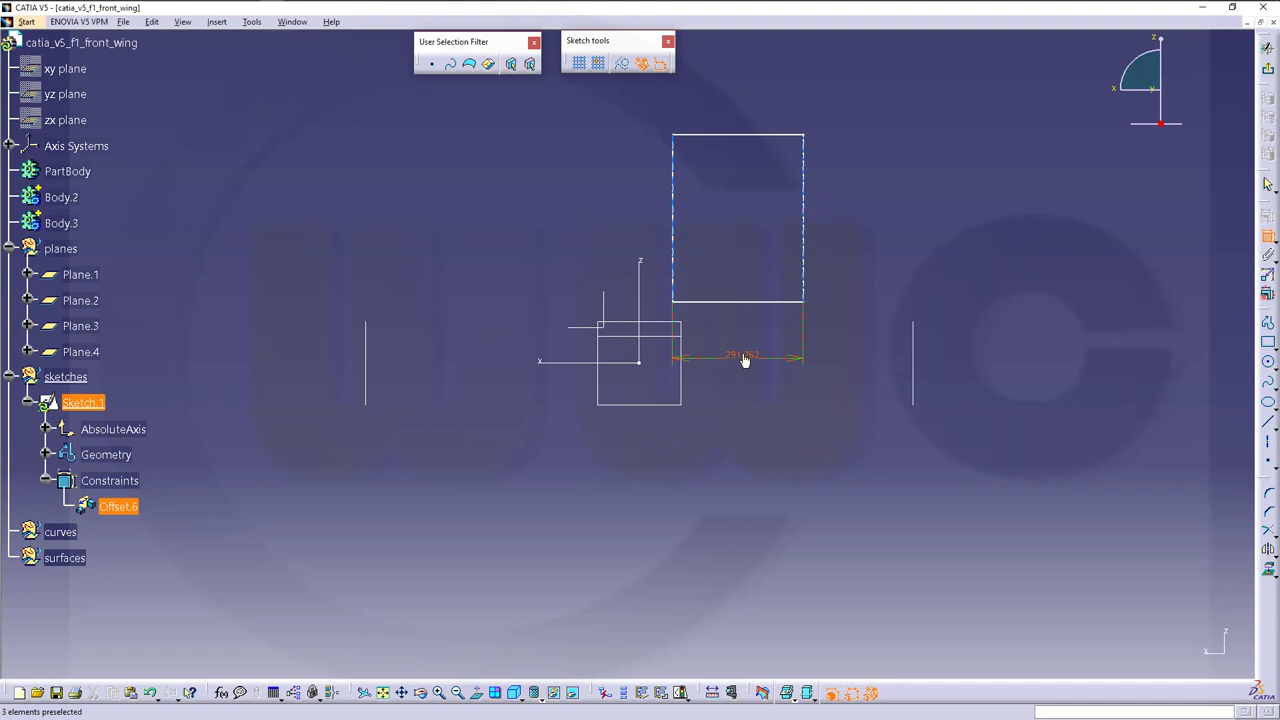 CATIA V5 - [catia_v5_f1_front_wing]
Start
ENOVIA V5 VPM
File
Edit
View
Insert
Tools
Window
Help
catia_v5_f1_front_wing
User Selection Filter
Sketch tools
z
x
y
xy plane
yz plane
zx plane
Axis Systems
PartBody
Body.2
Body.3
planes
Plane.1
Plane.2
Plane.3
Plane.4
sketches
Sketch.1
AbsoluteAxis
Geometry
Constraints
Offset.6
curves
surfaces
z
x
z
x
f(x)
CATIA
3 elements preselected